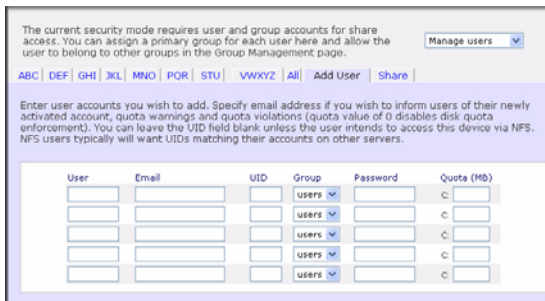 The current security mode requires user and group accounts for share
access. You can assign a primary group for each user here and allow the
user to belong to other groups in the Group Management page.
Manage users
ABC DEF GHI JKL MNO PQR STU VWXYZ All Add User Share
Enter user accounts you wish to add. Specify email address if you wish to inform users of their newly
activated account, quota warnings and quota violations (quota value of 0 disables disk quota
enforcement). You can leave the UID field blank unless the user intends to access this device via NFS.
NFS users typically will want UIDs matching their accounts on other servers.
User Email UID Group Password Quota (MB)
users C:
users C:
users C:
users C:
users C: